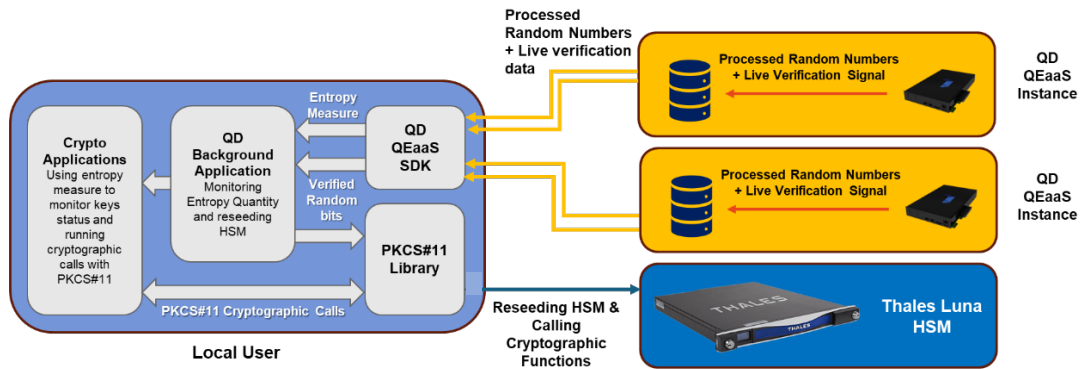 Processed
Random Numbers
+ Live verification
data
Processed Random Numbers
+ Live Verification Signal
QD
QEaaS
Instance
Entropy
Measure
Crypto
Applications
Using entropy
measure to
monitor keys
status and
running
cryptographic
calls with
PKCS#11
QD
Background
Application
Monitoring
Entropy Quantity
and reseeding
HSM
QD
QEaaS
SDK
Verified
Random
bits
PKCS#11
Library
PKCS#11 Cryptographic Calls
Local User
Processed Random Numbers
+ Live Verification Signal
QD
QEaaS
Instance
Reseeding HSM &
Calling
Cryptographic
Functions
THALES
THALES
Thales Luna
HSM